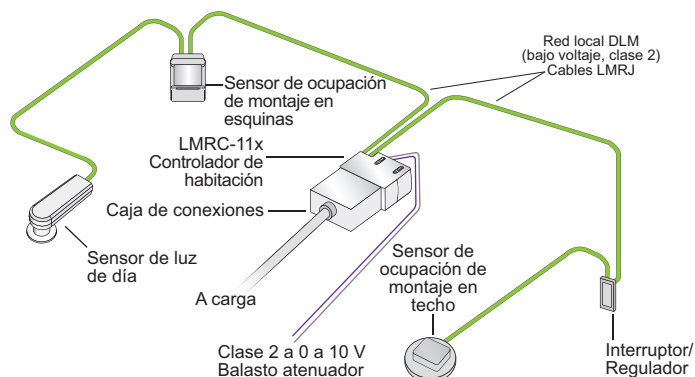 Red local DLM
(bajo voltaje, clase 2)
Cables LMRJ
Sensor de ocupación
de montaje en
esquinas
LMRC-11x
Controlador de
habitación
Caja de conexiones
Sensor de luz
de día
A carga
Sensor de
ocupación de
montaje en
techo
Clase 2 a 0 a 10 V
Balasto atenuador
Interruptor/
Regulador